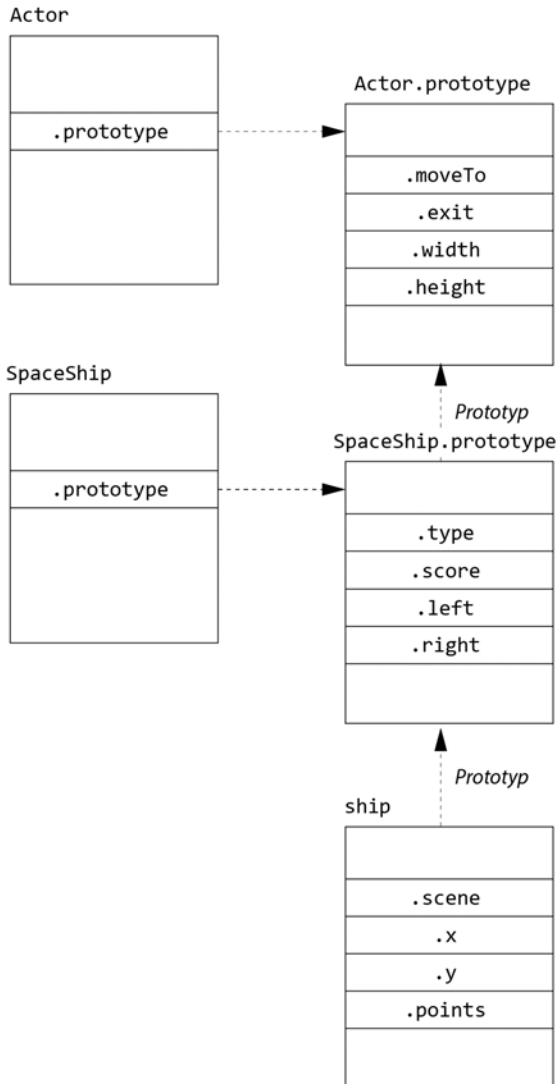 Actor
.prototype
Actor.prototype
.moveTo
.exit
.width
.height
SpaceShip
.prototype
Prototyp
SpaceShip.prototype
.type
.score
.left
.right
Prototyp
ship
.scene
.x
.y
.points